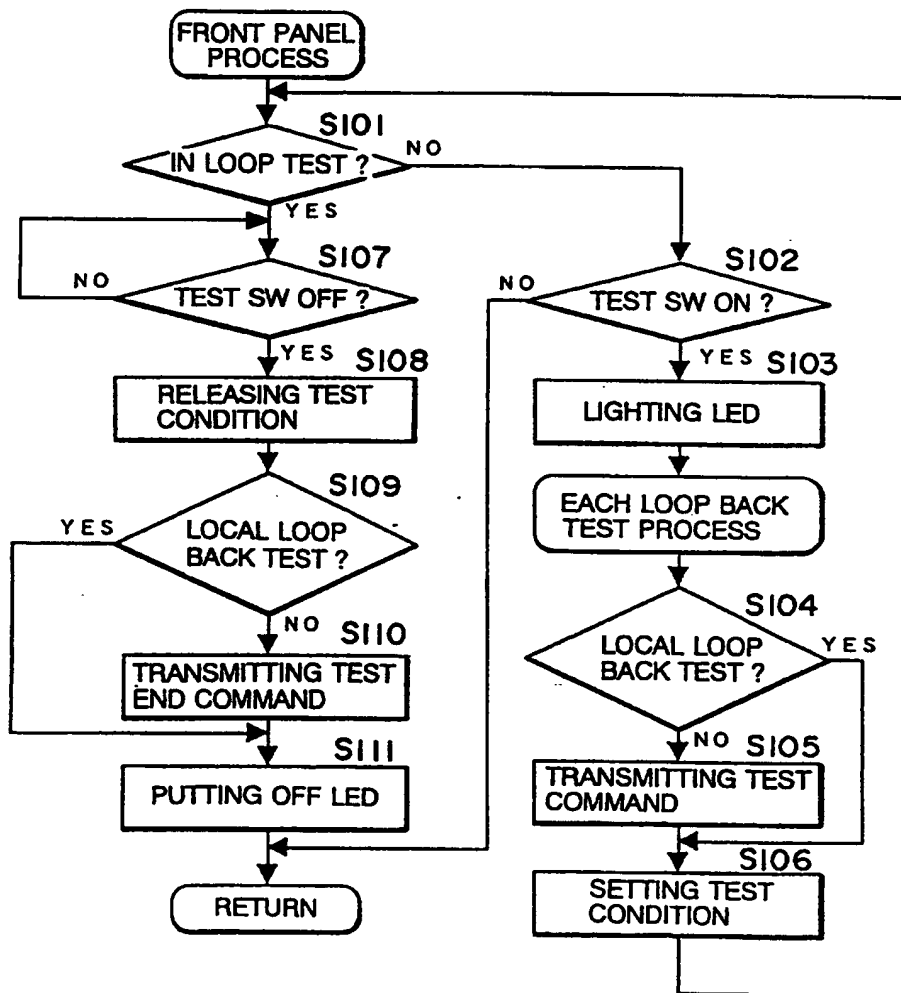 FRONT PANEL
PROCESS
S101
IN LOOP TEST ?
NO
YES
S107
NO
TEST SW OFF ?
YES
S108
RELEASING TEST
CONDITION
S109
YES
LOCAL LOOP
BACK TEST ?
NO
S110
TRANSMITTING TEST
END COMMAND
S111
PUTTING OFF LED
RETURN
S102
NO
TEST SW ON ?
YES
S103
LIGHTING LED
EACH LOOP BACK
TEST PROCESS
S104
YES
LOCAL LOOP
BACK TEST ?
NO
S105
TRANSMITTING TEST
COMMAND
S106
SETTING TEST
CONDITION